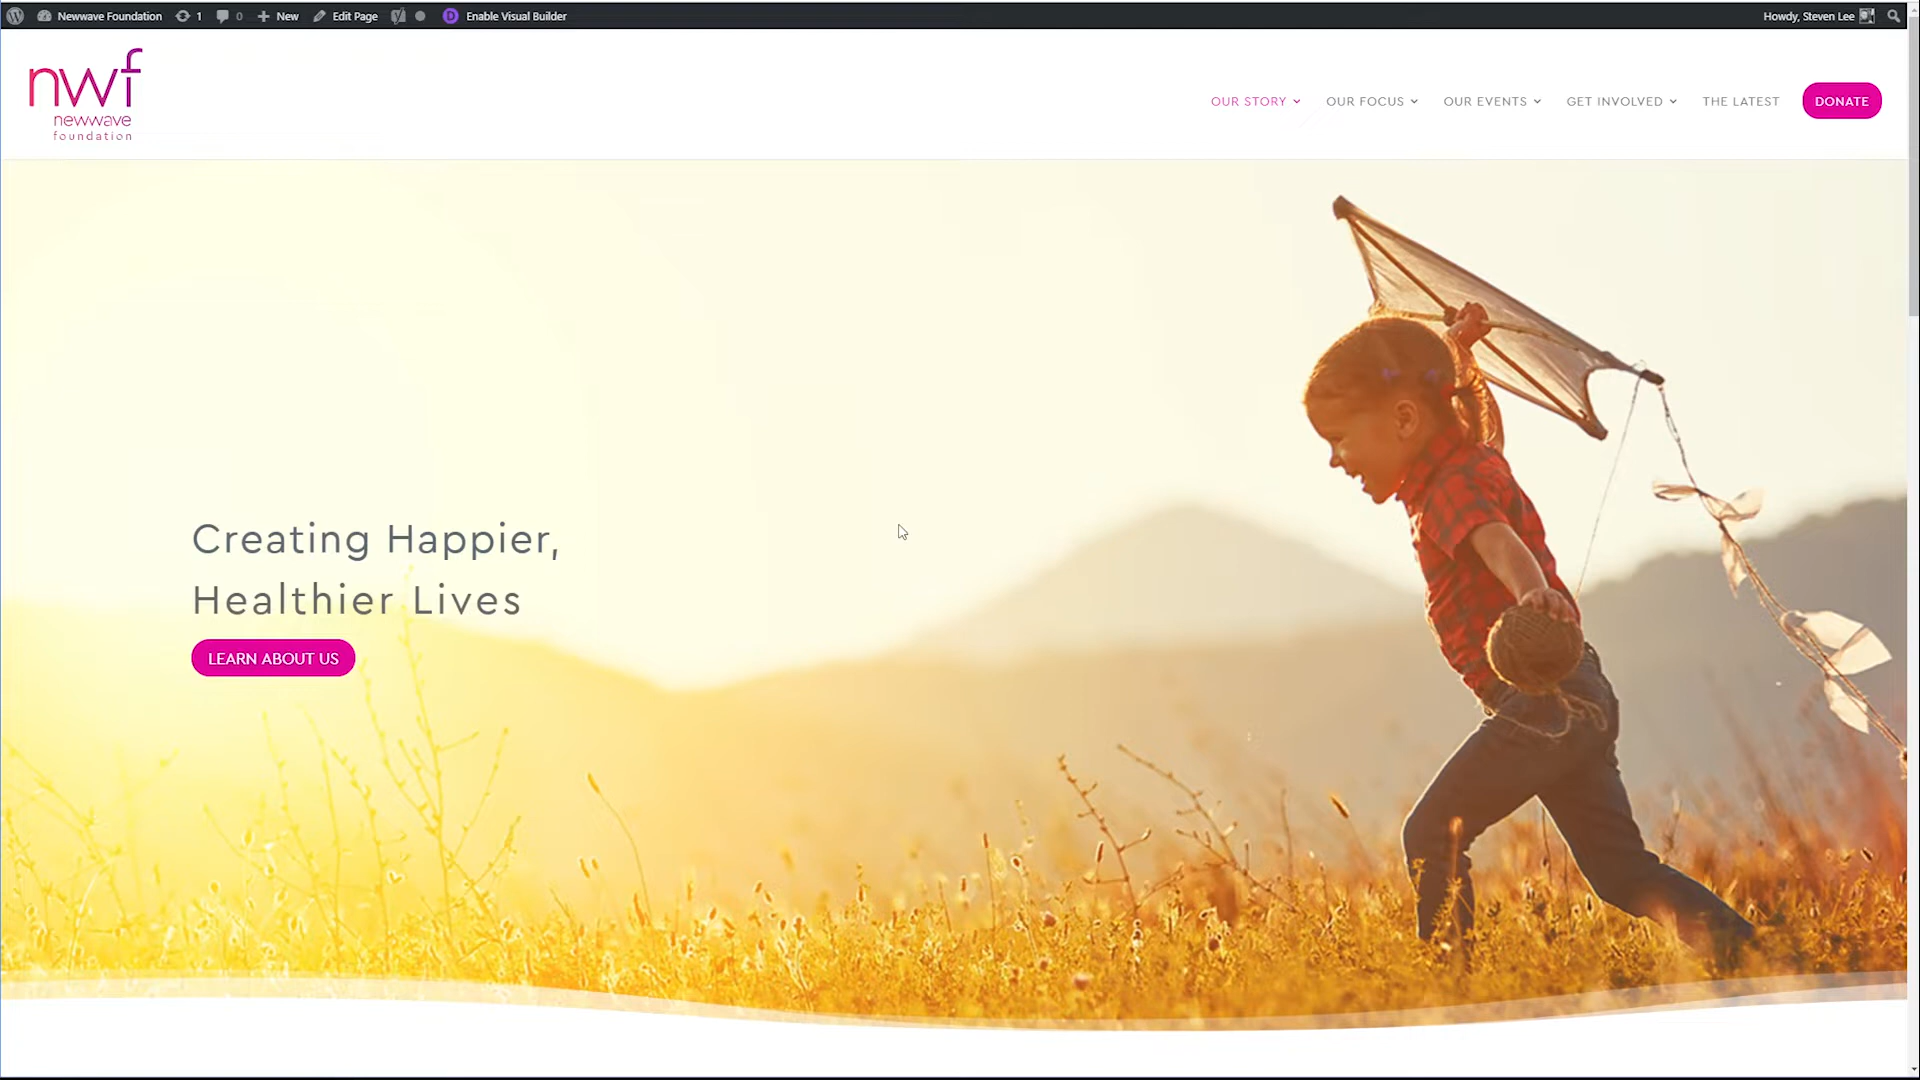 Newwave Foundation 1 0 New Edit Page Enable Visual Builder Howdy, Steven Lee
nwf
newwave
foundation
OUR STORY OUR FOCUS OUR EVENTS GET INVOLVED THE LATEST DONATE
Creating Happier,
Healthier Lives
LEARN ABOUT US